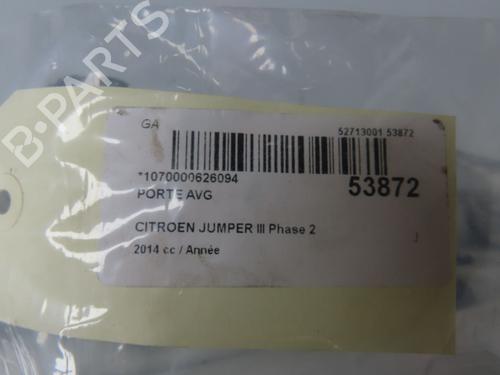 B-PARTS
GA
52713001 53872
*1070000626094
53872
PORTE AVG
CITROEN JUMPER III Phase 2
2014 cc / Année